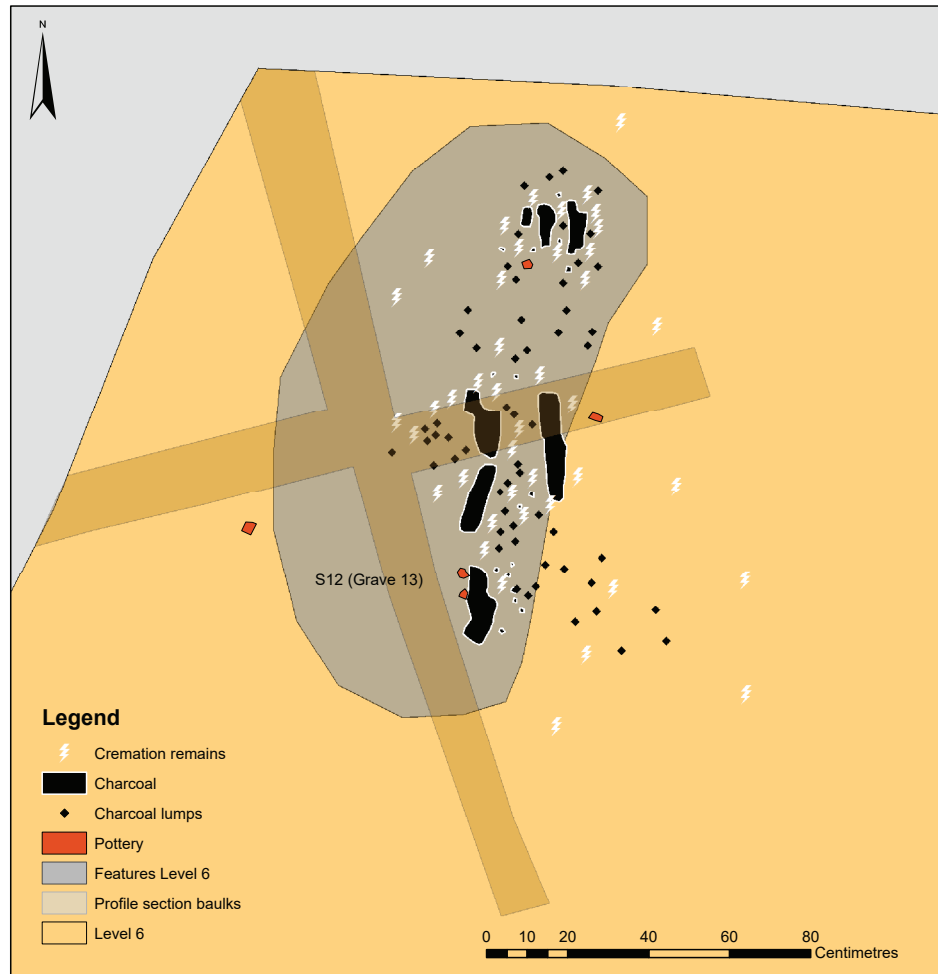 N
S12 (Grave 13)
Legend
Cremation remains
Charcoal
Charcoal lumps
Pottery
Features Level 6
Profile section baulks
Level 6
0 10 20 40 60 80
Centimetres